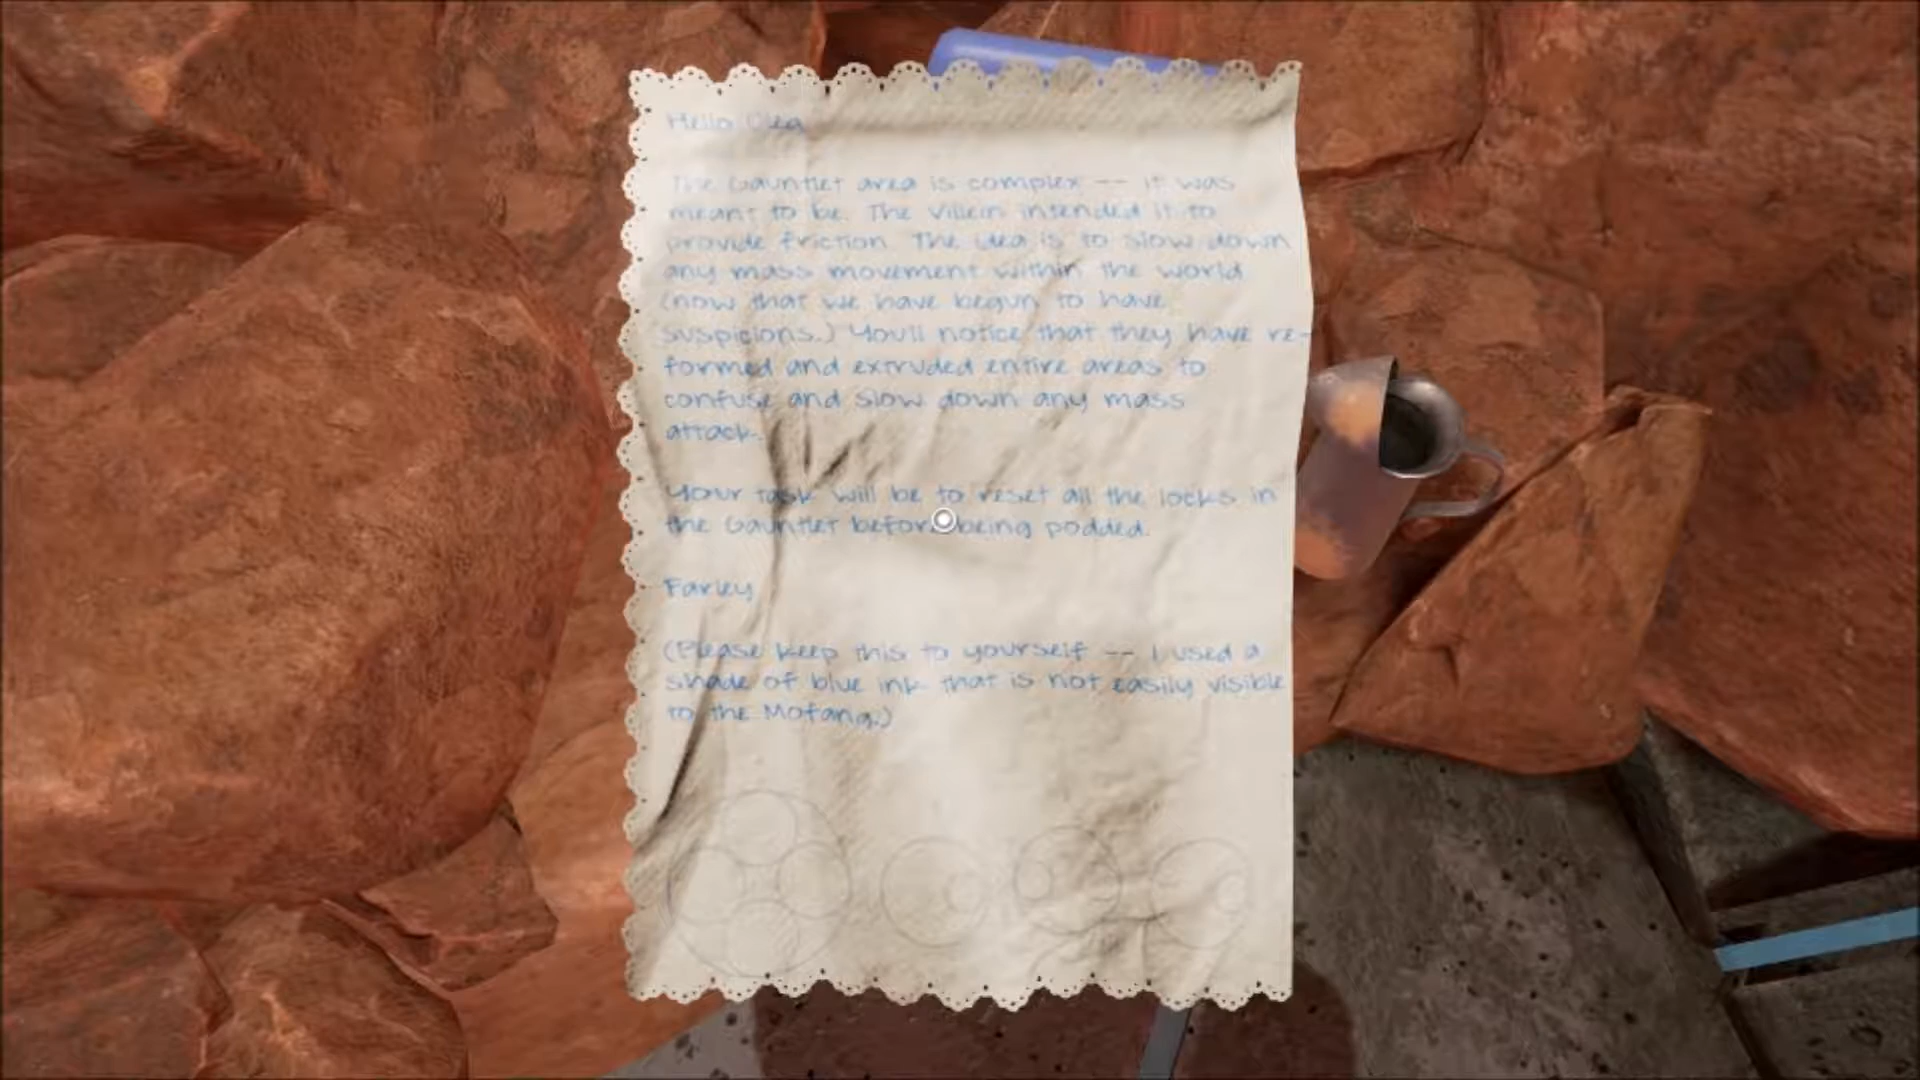 Hello Olea
The Gauntlet area is complex -- it was
meant to be. The Villein intended it to
provide friction. The idea is to slow down
any mass movement within the world
(now that we have begun to have
suspicions.) You'll notice that they have re-
formed and extruded entire areas to
confuse and slow down any mass
attack.
Your task will be to reset all the locks in
the Gauntlet before being podded.
Farley
(Please keep this to yourself -- I used a
shade of blue ink that is not easily visible
to the Mofang.)